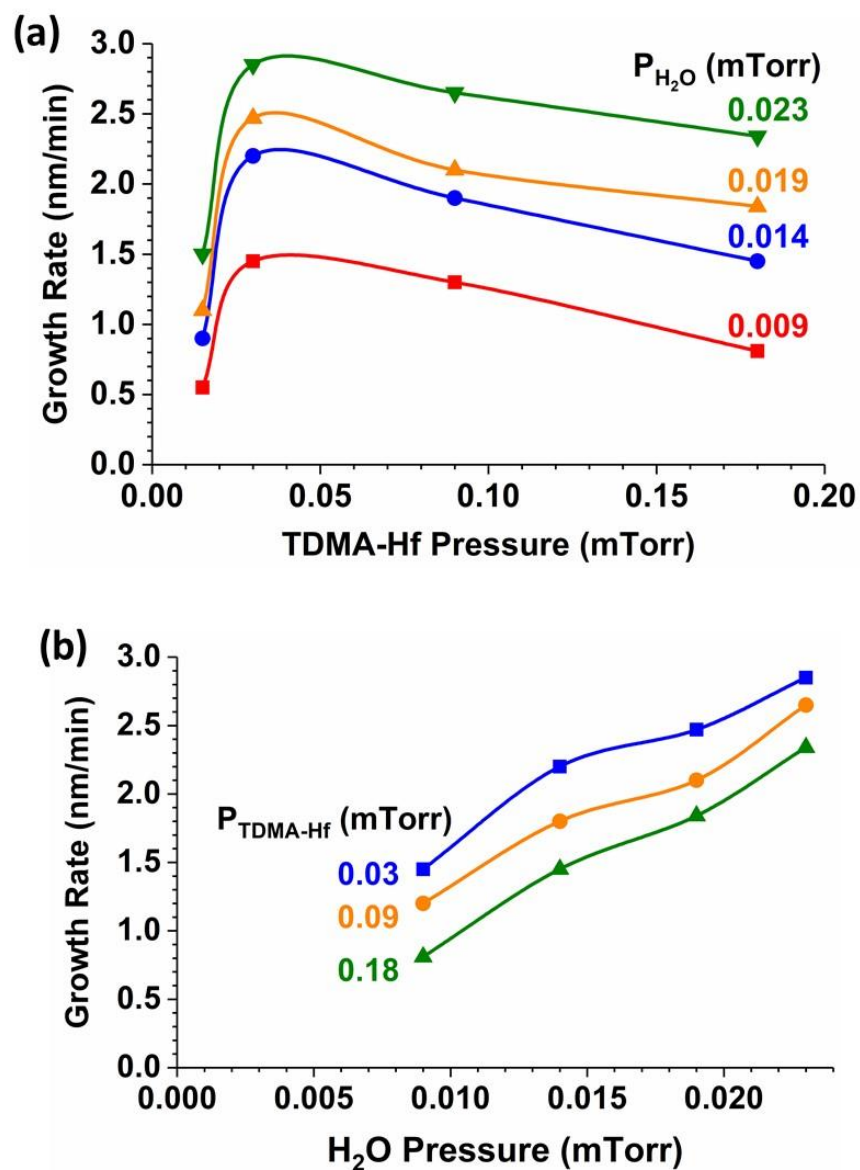 (a)
3.0
2.5
2.0
1.5
1.0
0.5
0.0
Growth Rate (nm/min)
P_H₂O (mTorr)
0.023
0.019
0.014
0.009
0.00 0.05 0.10 0.15 0.20
TDMA-Hf Pressure (mTorr)
(b)
3.0
2.5
2.0
1.5
1.0
0.5
0.0
Growth Rate (nm/min)
P_TDMA-Hf (mTorr)
0.03
0.09
0.18
0.000 0.005 0.010 0.015 0.020
H₂O Pressure (mTorr)